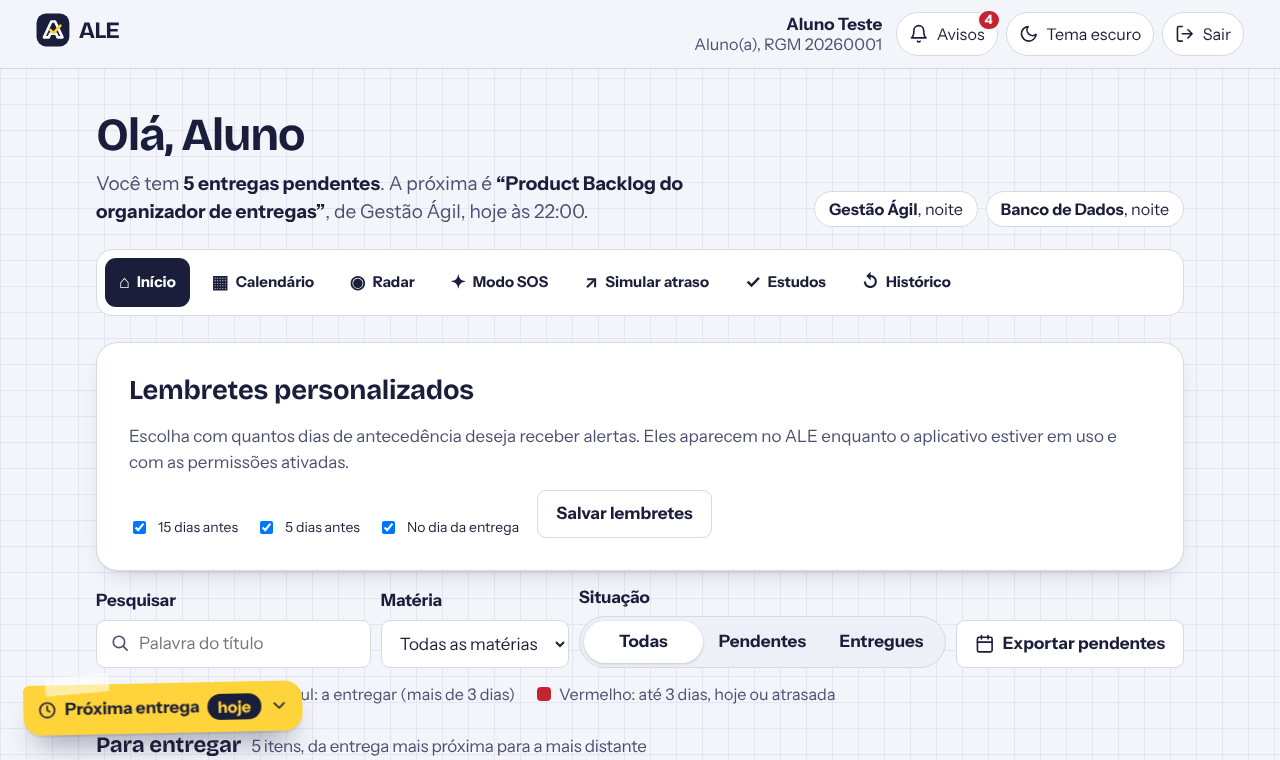 ALE
Aluno Teste
Aluno(a), RGM 20260001
Avisos
4
Tema escuro
Sair
Olá, Aluno
Você tem 5 entregas pendentes. A próxima é “Product Backlog do
organizador de entregas”, de Gestão Ágil, hoje às 22:00.
Gestão Ágil, noite
Banco de Dados, noite
Início
Calendário
Radar
Modo SOS
Simular atraso
Estudos
Histórico
Lembretes personalizados
Escolha com quantos dias de antecedência deseja receber alertas. Eles aparecem no ALE enquanto o aplicativo estiver em uso e
com as permissões ativadas.
15 dias antes
5 dias antes
No dia da entrega
Salvar lembretes
Pesquisar
Matéria
Situação
Palavra do título
Todas as matérias
Todas
Pendentes
Entregues
Exportar pendentes
a entregar (mais de 3 dias)
Vermelho: até 3 dias, hoje ou atrasada
Próxima entrega
hoje
Para entregar
5 itens, da entrega mais próxima para a mais distante